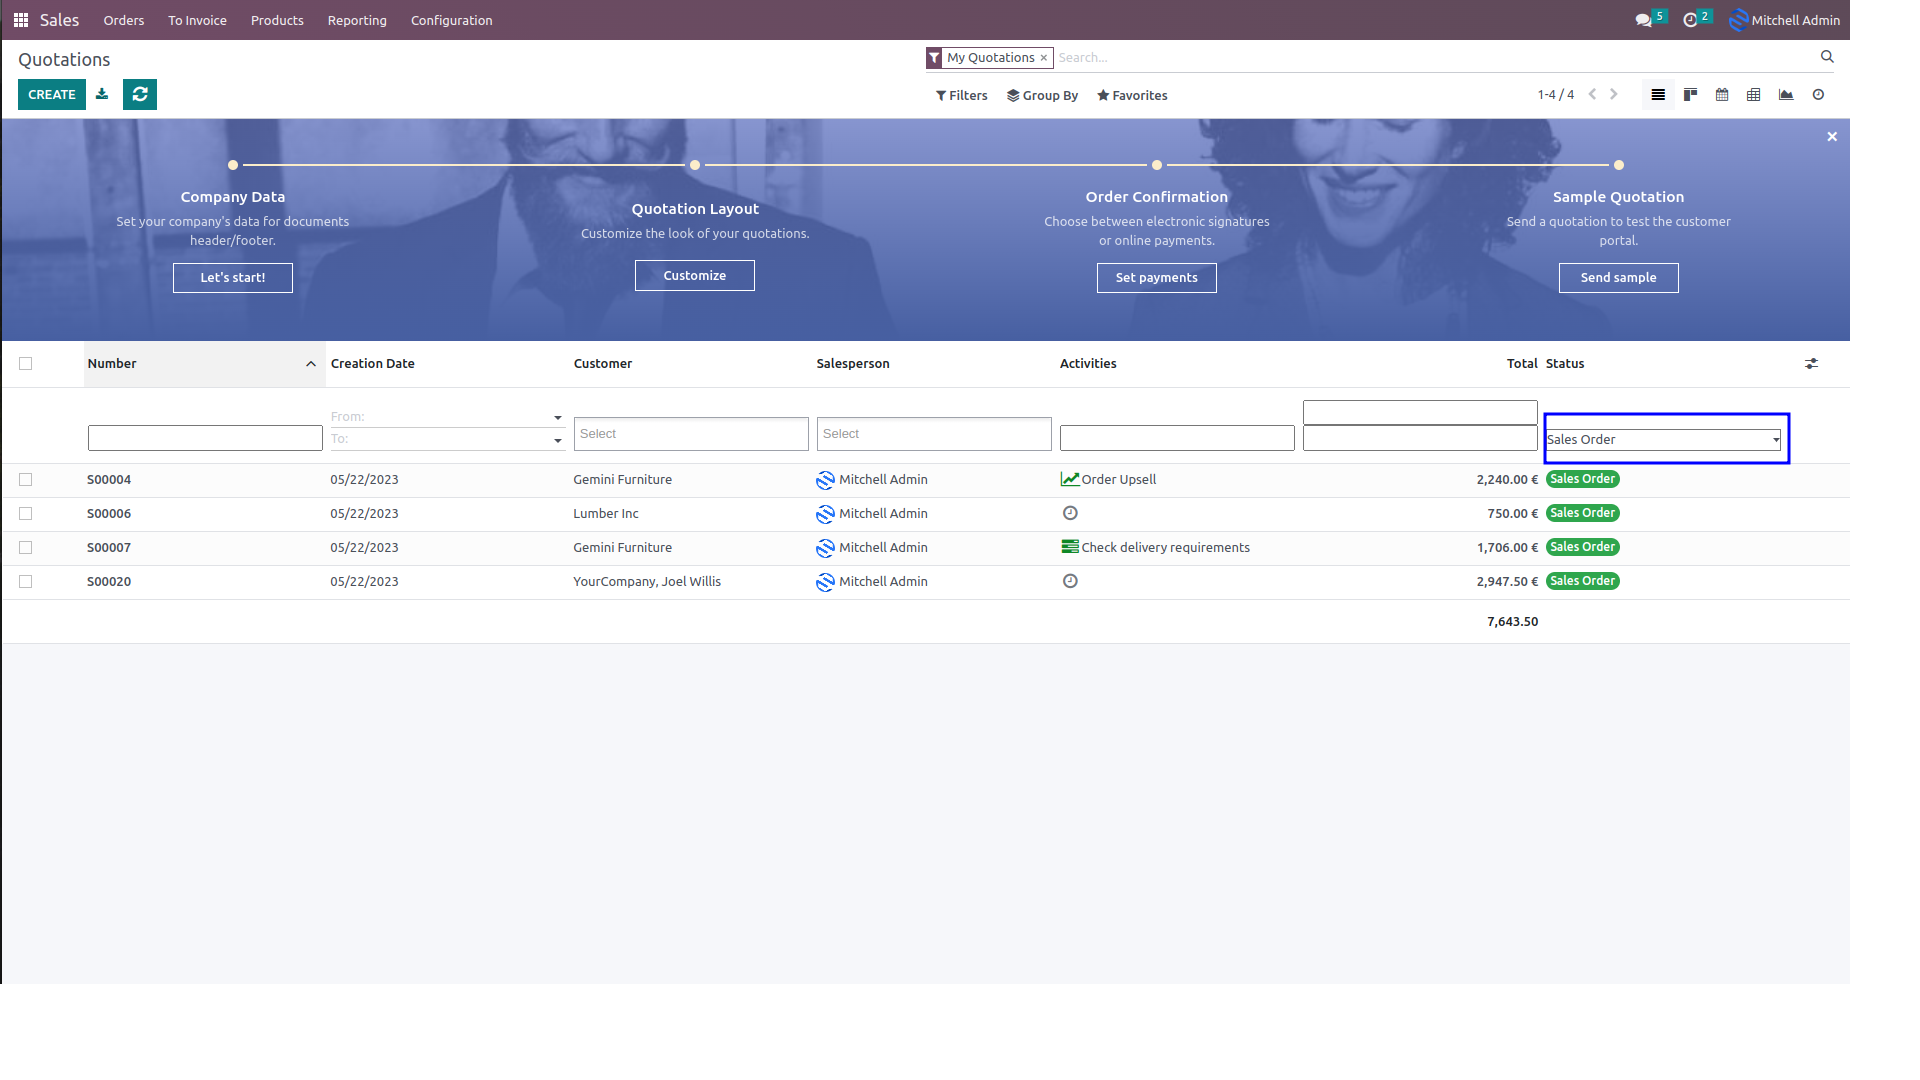 Sales Orders To Invoice Products Reporting Configuration 5 2 Mitchell Admin
Quotations
My Quotations × Search...
CREATE Filters Group By Favorites 1-4 / 4
Company Data
Set your company's data for documents
header/footer.
Let's start!
Quotation Layout
Customize the look of your quotations.
Customize
Order Confirmation
Choose between electronic signatures
or online payments.
Set payments
Sample Quotation
Send a quotation to test the customer
portal.
Send sample
Number Creation Date Customer Salesperson Activities Total Status
From:
To:
Select Select Sales Order
S00004 05/22/2023 Gemini Furniture Mitchell Admin Order Upsell 2,240.00 € Sales Order
S00006 05/22/2023 Lumber Inc Mitchell Admin 750.00 € Sales Order
S00007 05/22/2023 Gemini Furniture Mitchell Admin Check delivery requirements 1,706.00 € Sales Order
S00020 05/22/2023 YourCompany, Joel Willis Mitchell Admin 2,947.50 € Sales Order
7,643.50